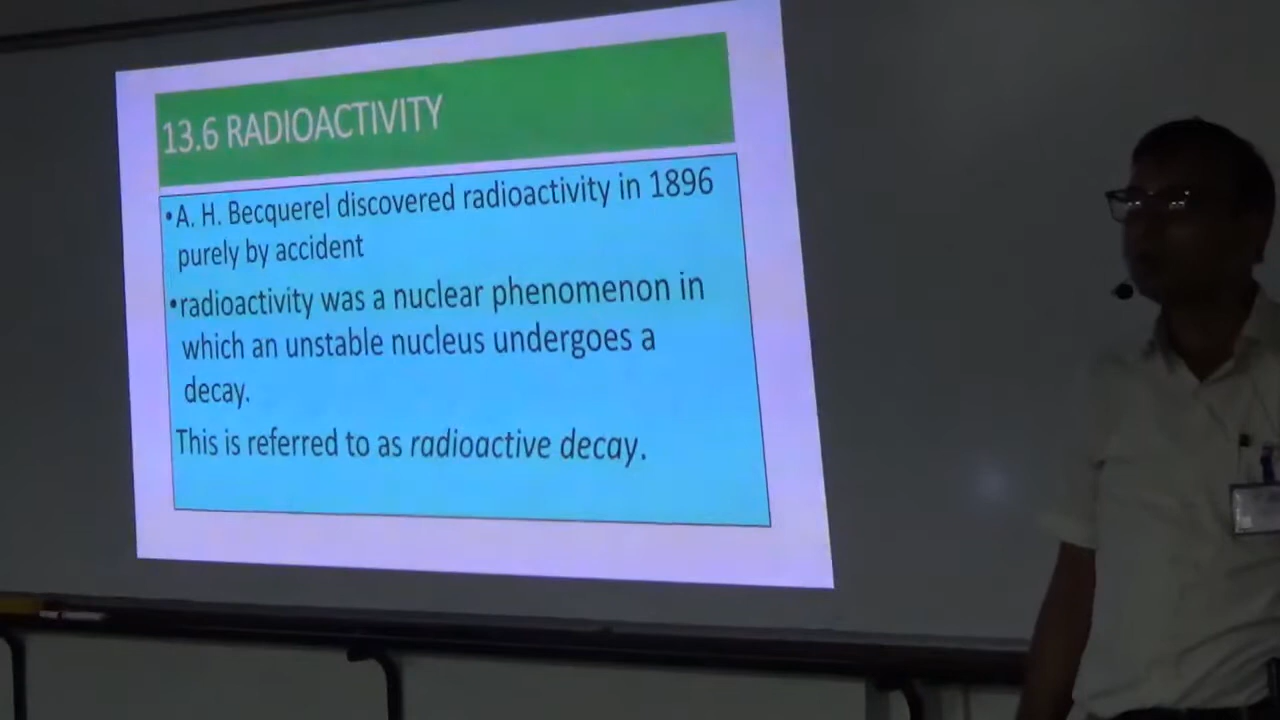 13.6 RADIOACTIVITY
•A. H. Becquerel discovered radioactivity in 1896
purely by accident
•radioactivity was a nuclear phenomenon in
which an unstable nucleus undergoes a
decay.
This is referred to as radioactive decay.